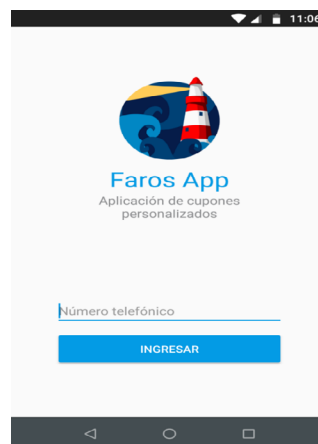 11:06
Faros App
Aplicación de cupones
personalizados
Número telefónico
INGRESAR